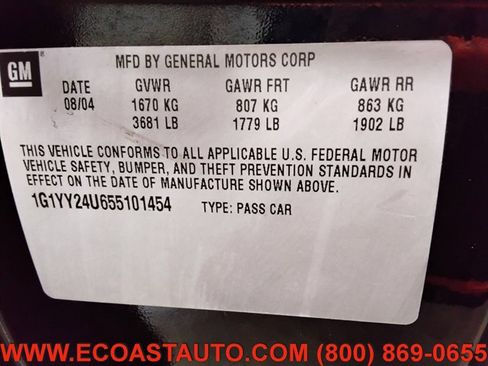 GM
MFD BY GENERAL MOTORS CORP
DATE GVWR GAWR FRT GAWR RR
08/04 1670 KG 807 KG 863 KG
3681 LB 1779 LB 1902 LB
THIS VEHICLE CONFORMS TO ALL APPLICABLE U.S. FEDERAL MOTOR
VEHICLE SAFETY, BUMPER, AND THEFT PREVENTION STANDARDS IN
EFFECT ON THE DATE OF MANUFACTURE SHOWN ABOVE.
1G1YY24U655101454 TYPE: PASS CAR
WWW.ECOASTAUTO.COM (800) 869-0655